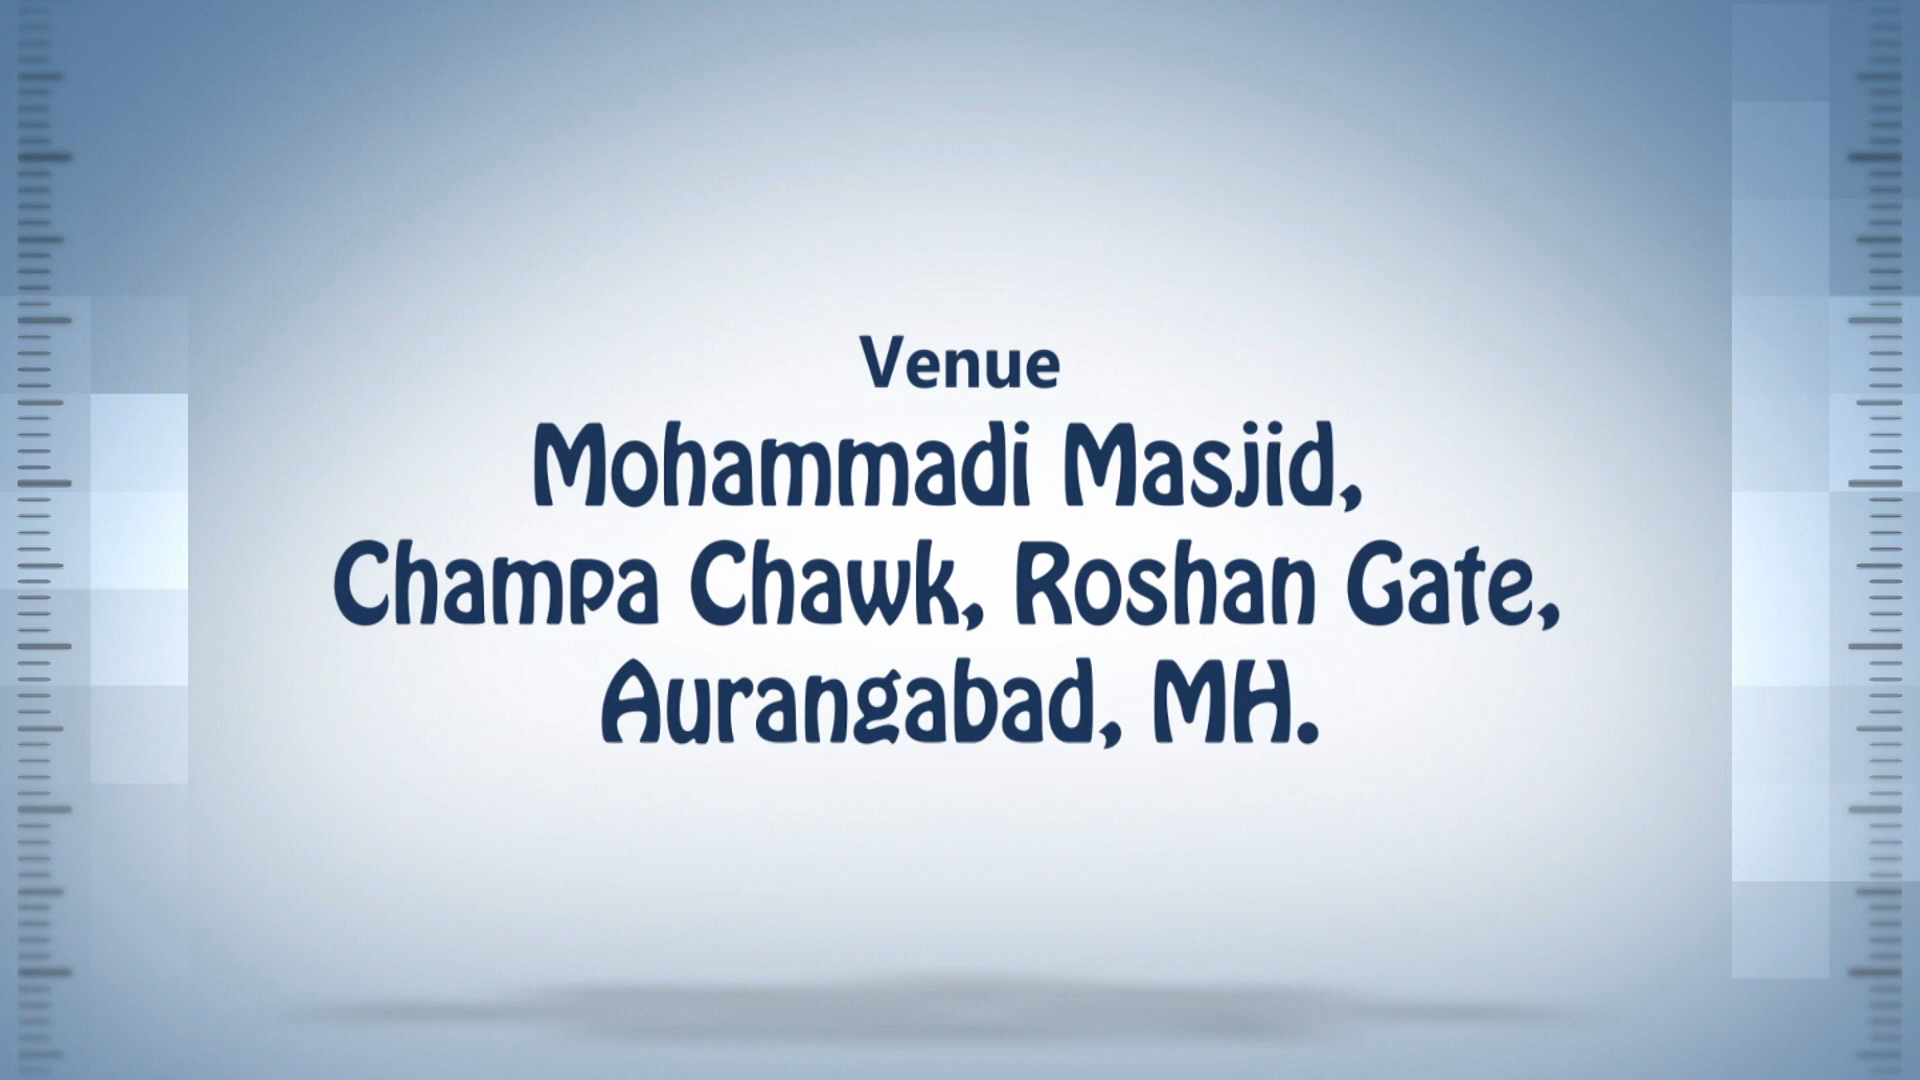 Venue
Mohammadi Masjid,
Champa Chawk, Roshan Gate,
Aurangabad, MH.